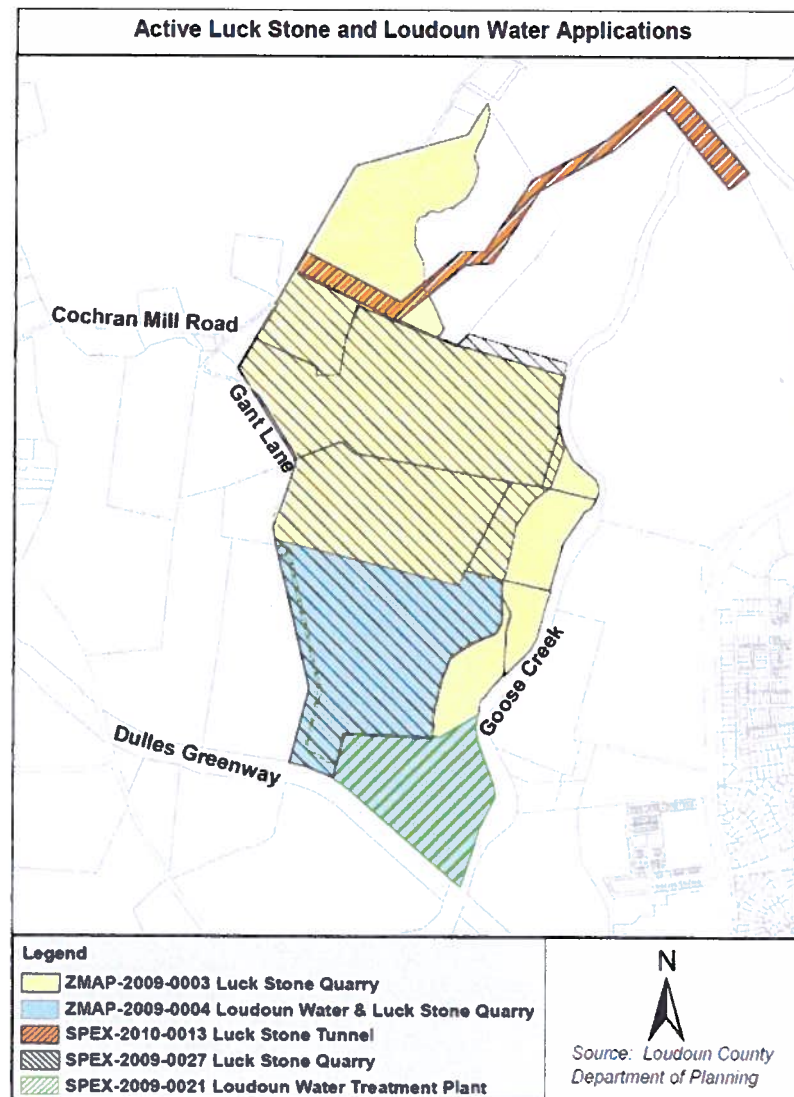 Active Luck Stone and Loudoun Water Applications
Cochran Mill Road
Gant Lane
Goose Creek
Dulles Greenway
Legend
ZMAP-2009-0003 Luck Stone Quarry
ZMAP-2009-0004 Loudoun Water & Luck Stone Quarry
SPEX-2010-0013 Luck Stone Tunnel
SPEX-2009-0027 Luck Stone Quarry
SPEX-2009-0021 Loudoun Water Treatment Plant
N
Source: Loudoun County
Department of Planning